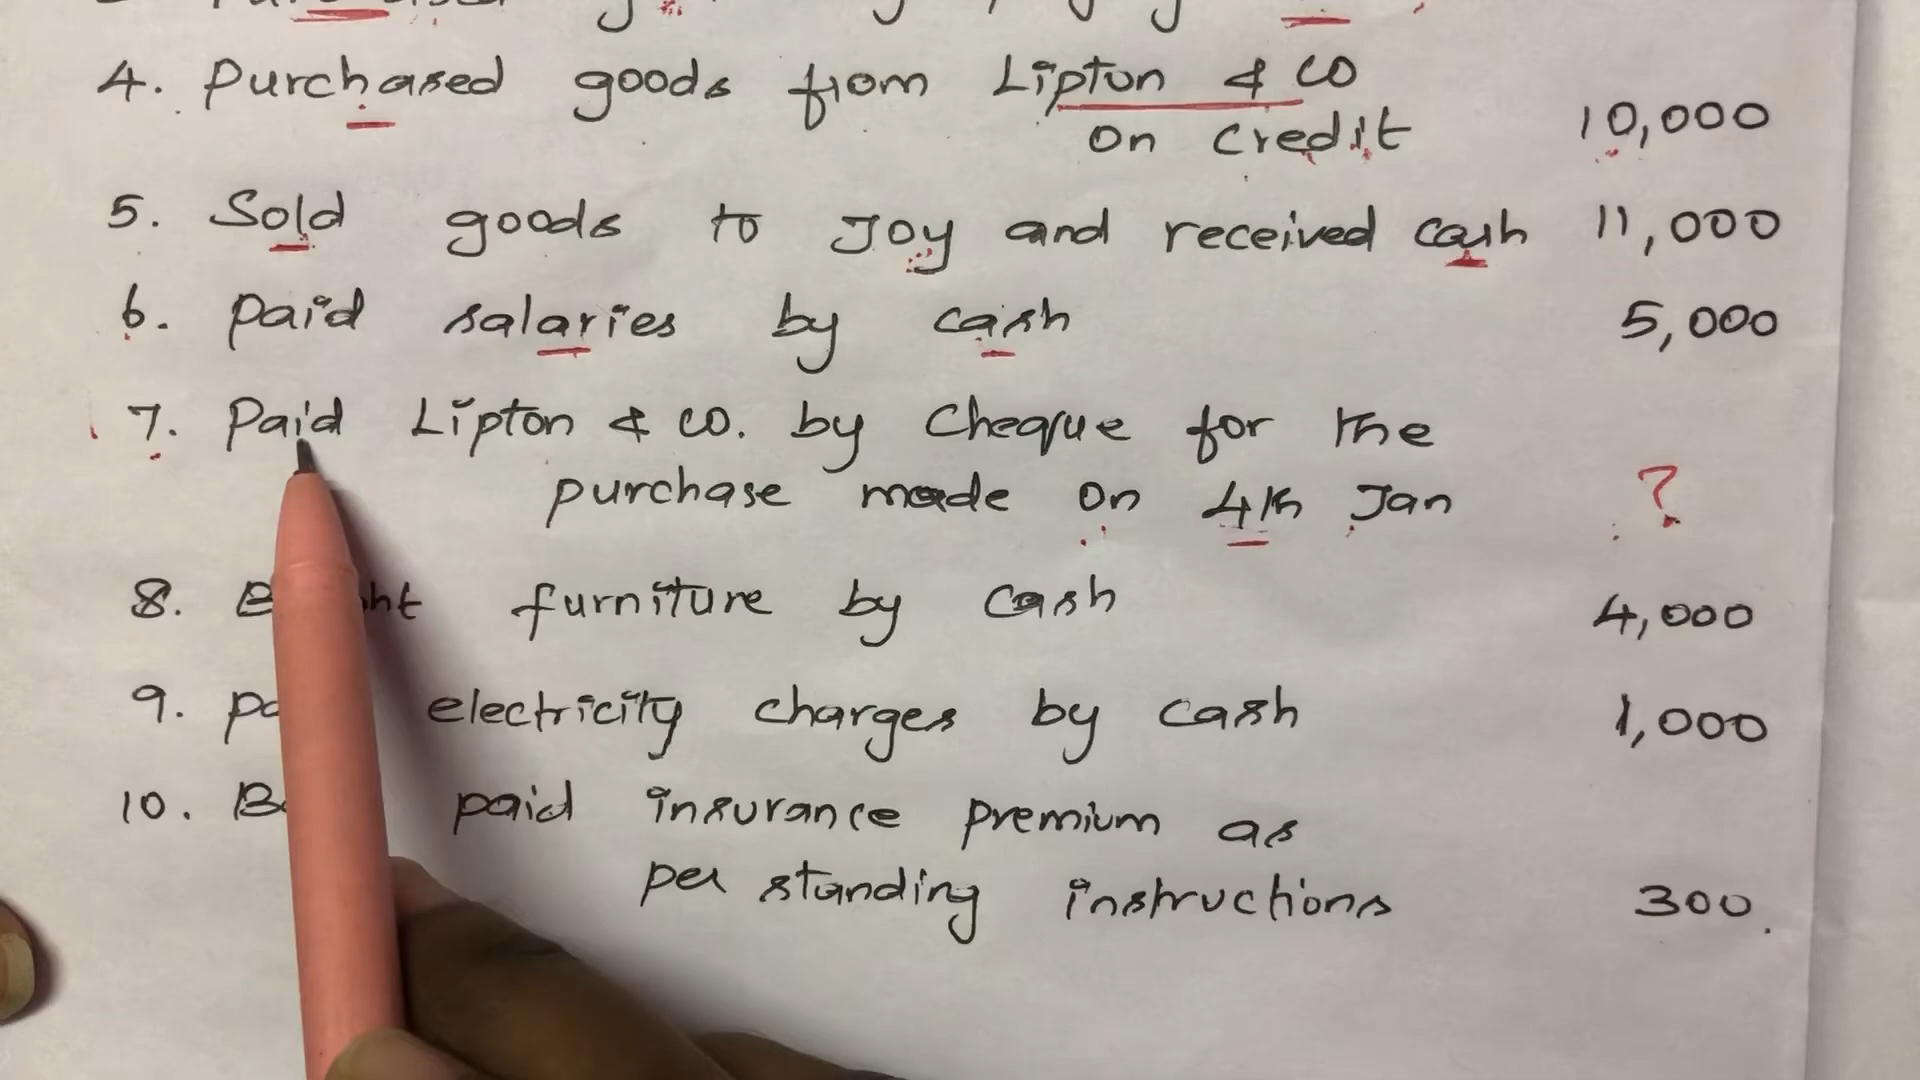 4. Purchased goods from Lipton & CO
on credit 10,000
5. Sold goods to Joy and received cash 11,000
6. Paid salaries by cash 5,000
7. Paid Lipton & CO. by Cheque for the
purchase made on 4th Jan ?
8. furniture by cash 4,000
9. electricity charges by cash 1,000
10. paid insurance premium as
per standing instructions 300.